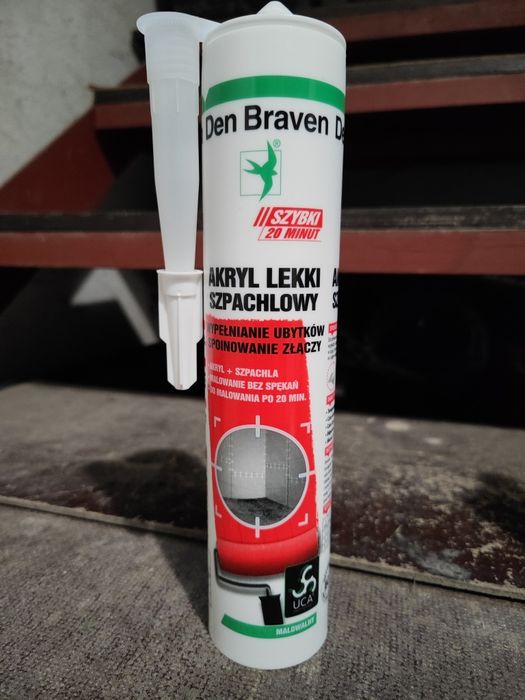 Den Braven De
//SZYBKI
20 MINUT
AKRYL LEKKI
SZPACHLOWY
WYPEŁNIANIE UBYTKÓW
SPOINOWANIE ZŁĄCZY
AKRYL + SZPACHLA
MALOWANIE BEZ SPĘKAŃ
DO MALOWANIA PO 20 MIN.
UCA
MALOWALNY